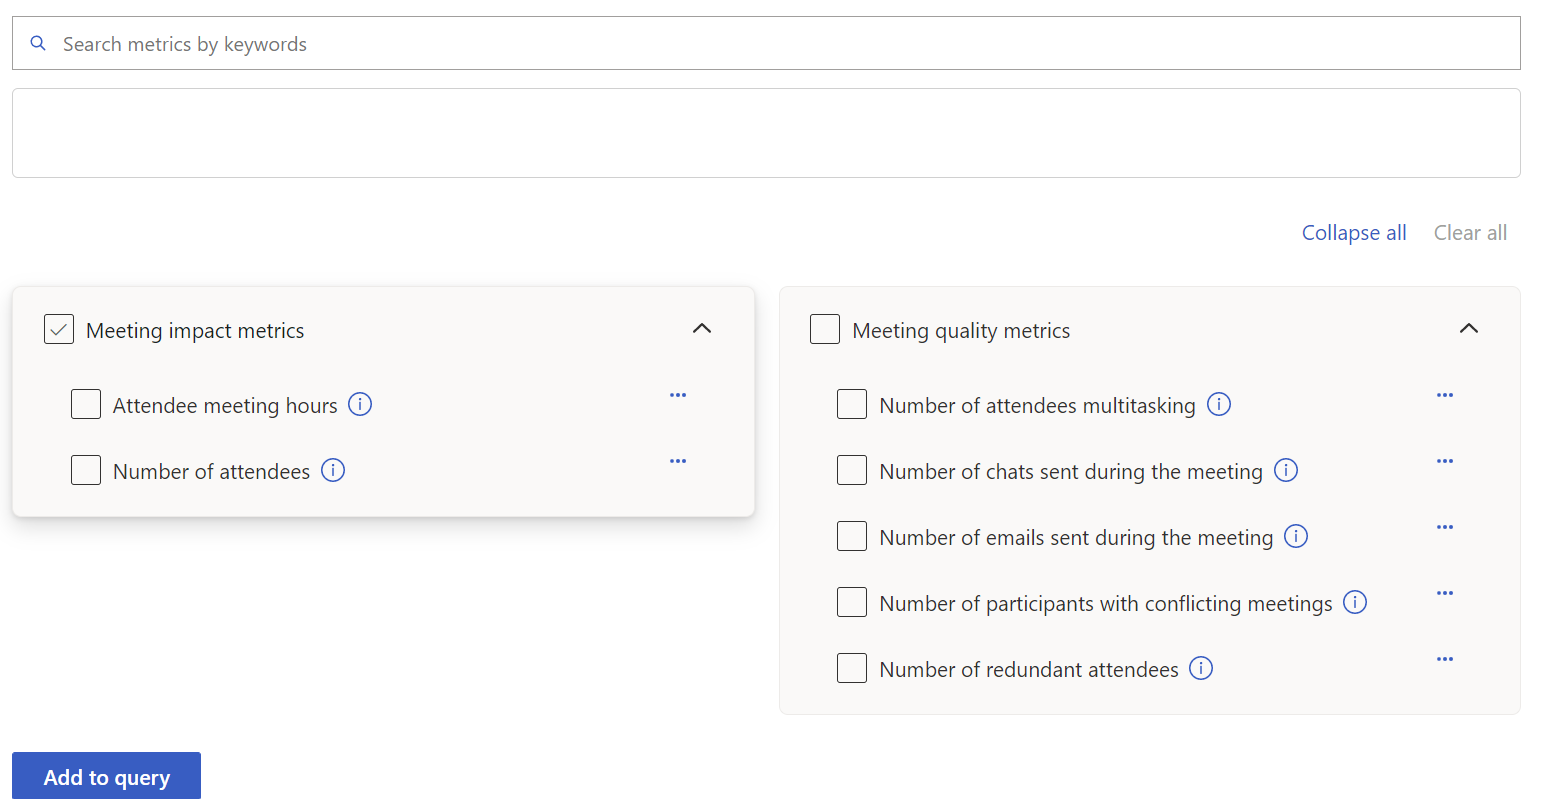 Search metrics by keywords
Collapse all Clear all
Meeting impact metrics
Attendee meeting hours
Number of attendees
Meeting quality metrics
Number of attendees multitasking
Number of chats sent during the meeting
Number of emails sent during the meeting
Number of participants with conflicting meetings
Number of redundant attendees
Add to query